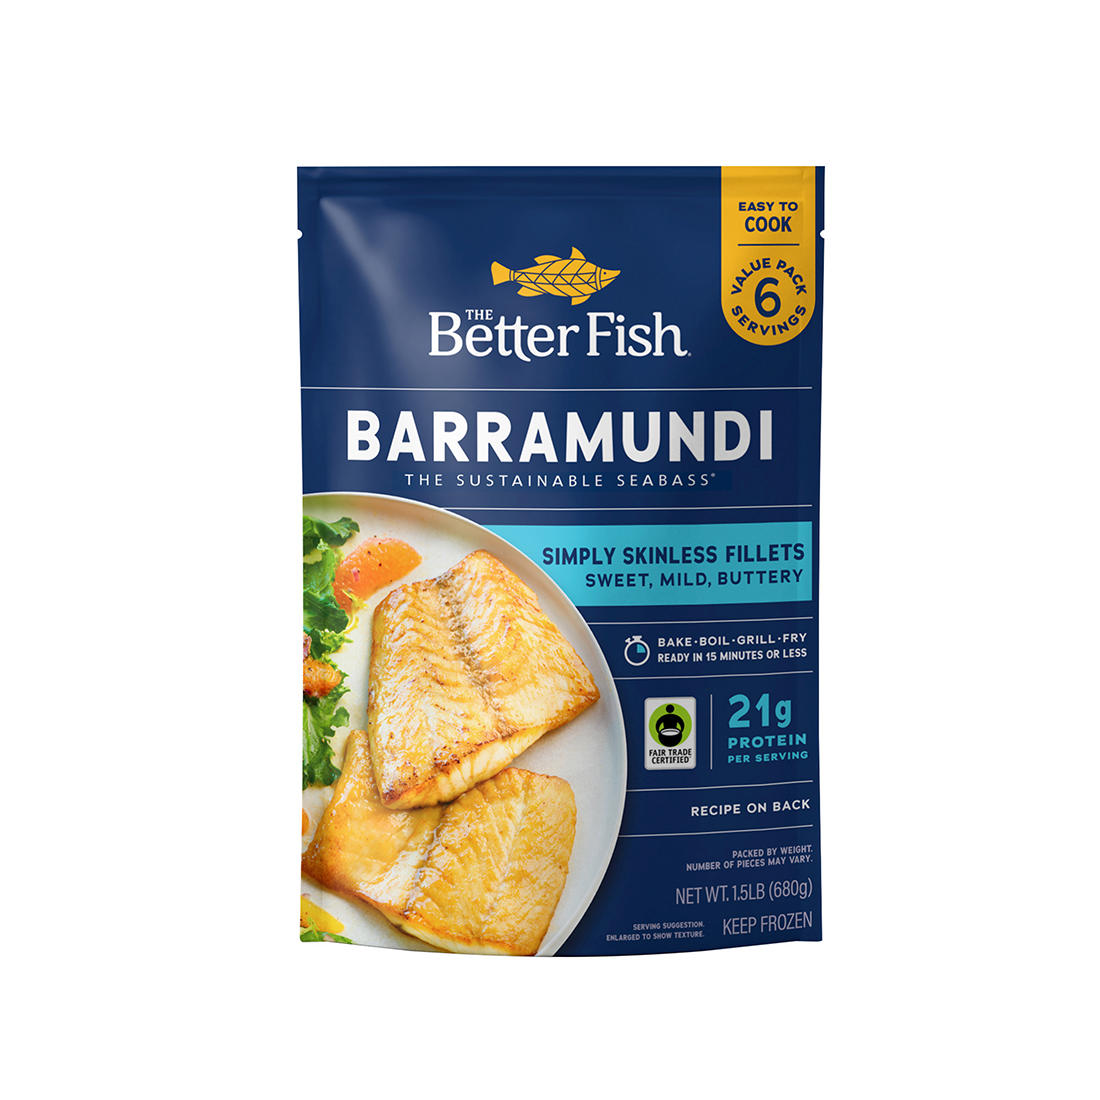 EASY TO
COOK
VALUE PACK
6
SERVINGS
THE
Better Fish®
BARRAMUNDI
THE SUSTAINABLE SEABASS®
SIMPLY SKINLESS FILLETS
SWEET, MILD, BUTTERY
BAKE·BOIL·GRILL·FRY
READY IN 15 MINUTES OR LESS
FAIR TRADE
CERTIFIED
21g
PROTEIN
PER SERVING
RECIPE ON BACK
PACKED BY WEIGHT.
NUMBER OF PIECES MAY VARY.
NET WT. 1.5LB (680g)
SERVING SUGGESTION.
ENLARGED TO SHOW TEXTURE.
KEEP FROZEN